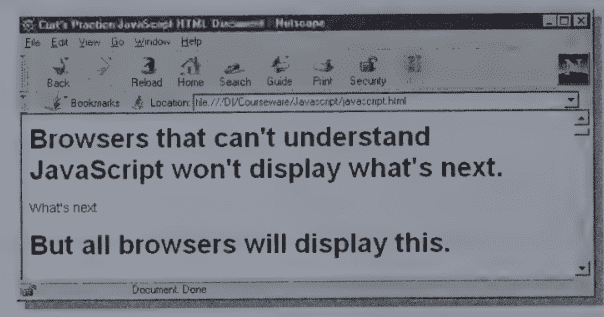 Curt's Practice JavaScript HTML Document - Netscape
File Edit View Go Window Help
Back Reload Home Search Guide Print Security
Bookmarks Location: file:///D|/Courseware/Javascript/javascript.html
Browsers that can't understand
JavaScript won't display what's next.
What's next
But all browsers will display this.
Document: Done